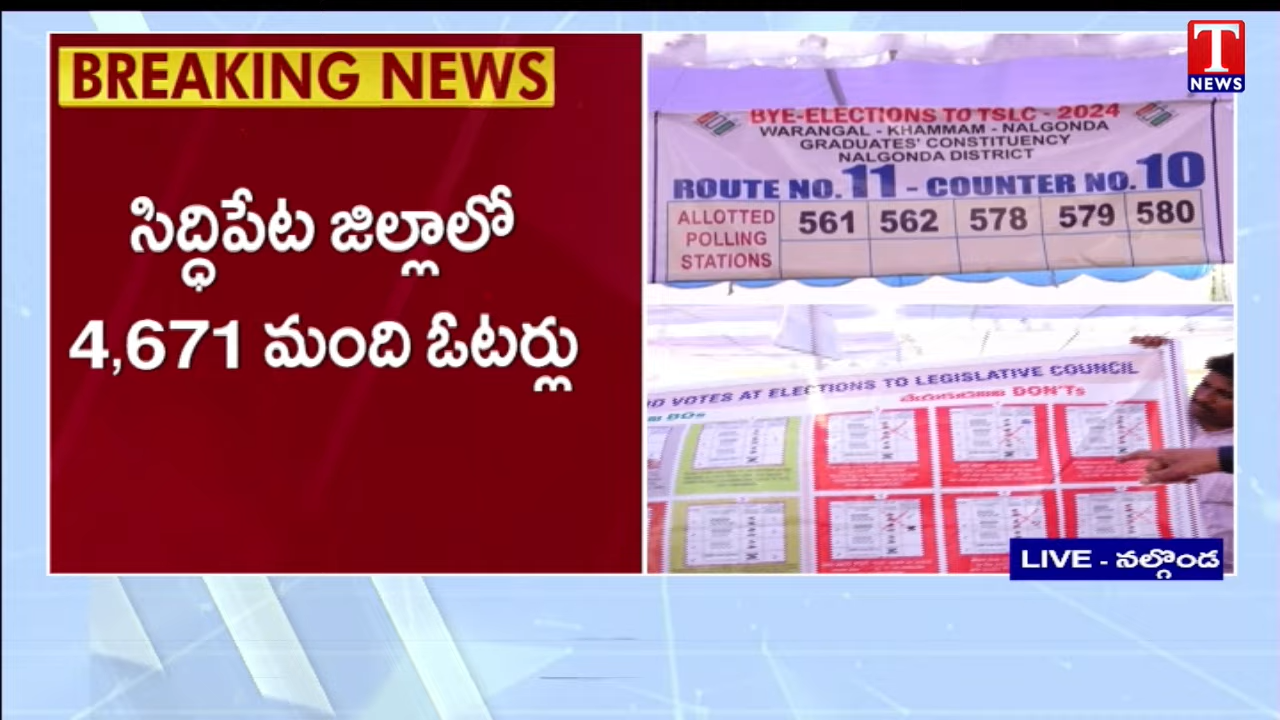 BREAKING NEWS
సిద్ధిపేట జిల్లాలో
4,671 మంది ఓటర్లు
T
NEWS
BYE-ELECTIONS TO TSLC - 2024
WARANGAL - KHAMMAM - NALGONDA
GRADUATES' CONSTITUENCY
NALGONDA DISTRICT
ROUTE NO. 11 - COUNTER NO. 10
ALLOTTED POLLING STATIONS 561 562 578 579 580
VOTES AT ELECTIONS TO LEGISLATIVE COUNCIL
DOs
DON'Ts
LIVE - నల్గొండ